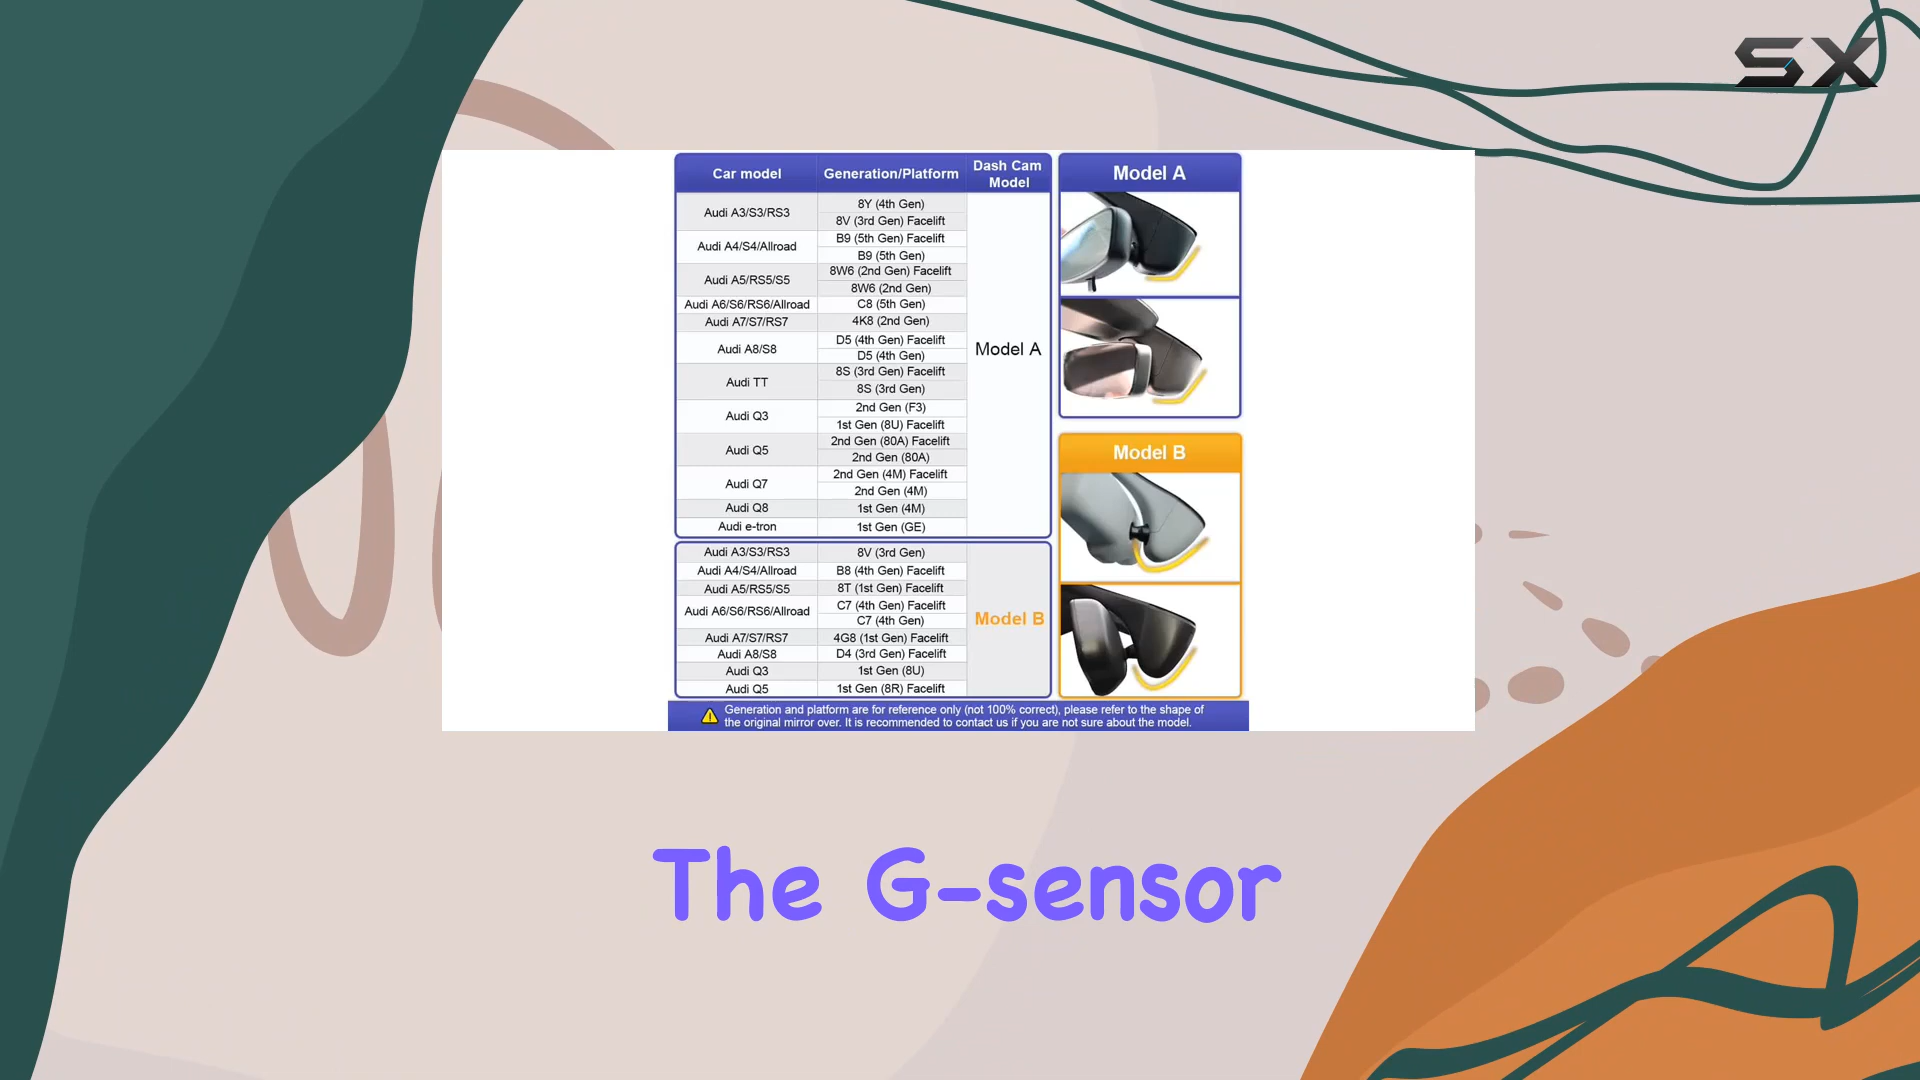 SX
Car model Generation/Platform Dash Cam Model
Audi A3/S3/RS3 8Y (4th Gen)
8V (3rd Gen) Facelift
Audi A4/S4/Allroad B9 (5th Gen) Facelift
B9 (5th Gen)
Audi A5/RS5/S5 8W6 (2nd Gen) Facelift
8W6 (2nd Gen)
Audi A6/S6/RS6/Allroad C8 (5th Gen)
Audi A7/S7/RS7 4K8 (2nd Gen)
Audi A8/S8 D5 (4th Gen) Facelift
D5 (4th Gen)
Audi TT 8S (3rd Gen) Facelift
8S (3rd Gen)
Audi Q3 2nd Gen (F3)
1st Gen (8U) Facelift
Audi Q5 2nd Gen (80A) Facelift
2nd Gen (80A)
Audi Q7 2nd Gen (4M) Facelift
2nd Gen (4M)
Audi Q8 1st Gen (4M)
Audi e-tron 1st Gen (GE)
Model A
Audi A3/S3/RS3 8V (3rd Gen)
Audi A4/S4/Allroad B8 (4th Gen) Facelift
Audi A5/RS5/S5 8T (1st Gen) Facelift
Audi A6/S6/RS6/Allroad C7 (4th Gen) Facelift
C7 (4th Gen)
Audi A7/S7/RS7 4G8 (1st Gen) Facelift
Audi A8/S8 D4 (3rd Gen) Facelift
Audi Q3 1st Gen (8U)
Audi Q5 1st Gen (8R) Facelift
Model B
Model A
Model B
Generation and platform are for reference only (not 100% correct), please refer to the shape of
the original mirror over. It is recommended to contact us if you are not sure about the model.
The G-sensor